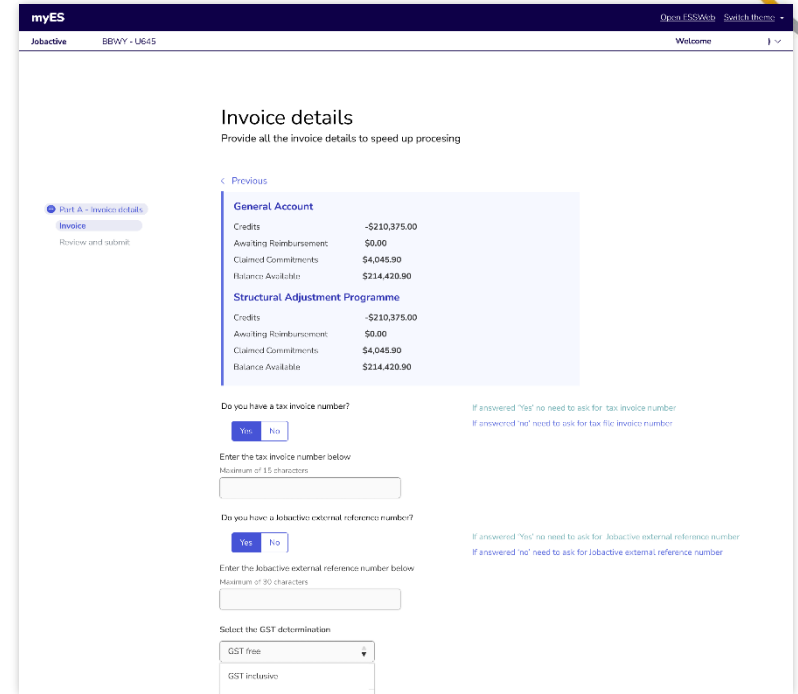 myES
Open ESSWeb Switch theme
Jobactive BBWY - U645 Welcome
Invoice details
Provide all the invoice details to speed up procesing
Previous
Part A - Invoice details
Invoice
Review and submit
General Account
Credits -$210,375.00
Awaiting Reimbursement $0.00
Claimed Commitments $4,045.90
Balance Available $214,420.90
Structural Adjustment Programme
Credits -$210,375.00
Awaiting Reimbursement $0.00
Claimed Commitments $4,045.90
Balance Available $214,420.90
Do you have a tax invoice number?
Yes No
If answered 'Yes' no need to ask for tax invoice number
If answered 'no' need to ask for tax file invoice number
Enter the tax invoice number below
Maximum of 15 characters
Do you have a Jobactive external reference number?
Yes No
If answered 'Yes' no need to ask for Jobactive external reference number
If answered 'no' need to ask for Jobactive external reference number
Enter the Jobactive external reference number below
Maximum of 30 characters
Select the GST determination
GST free
GST inclusive